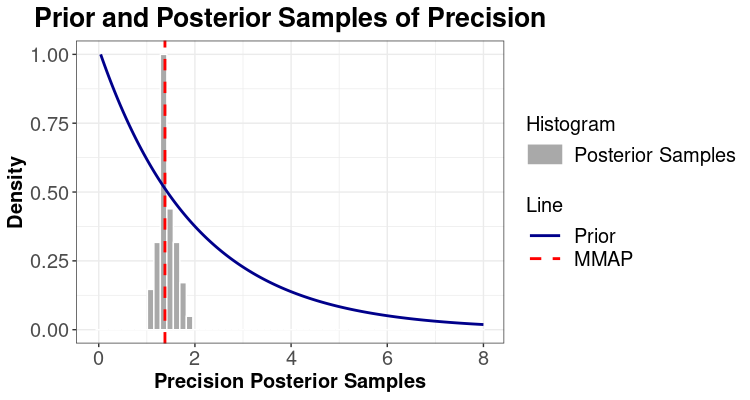 Prior and Posterior Samples of Precision
1.00
0.75
0.50
0.25
0.00
Density
0 2 4 6 8
Precision Posterior Samples
Histogram
Posterior Samples
Line
Prior
MMAP